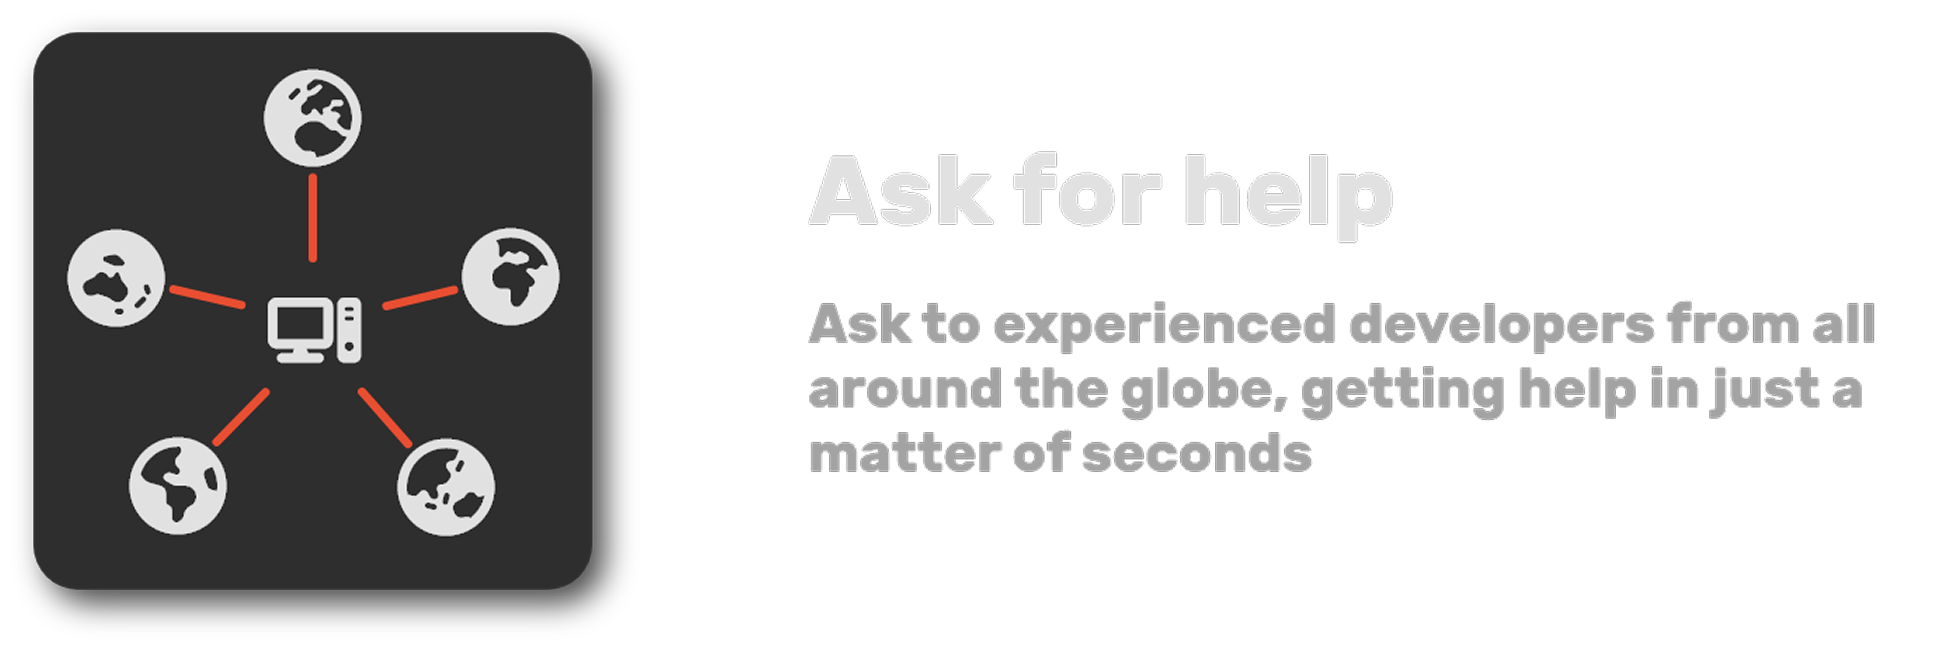 Ask for help
Ask to experienced developers from all
around the globe, getting help in just a
matter of seconds